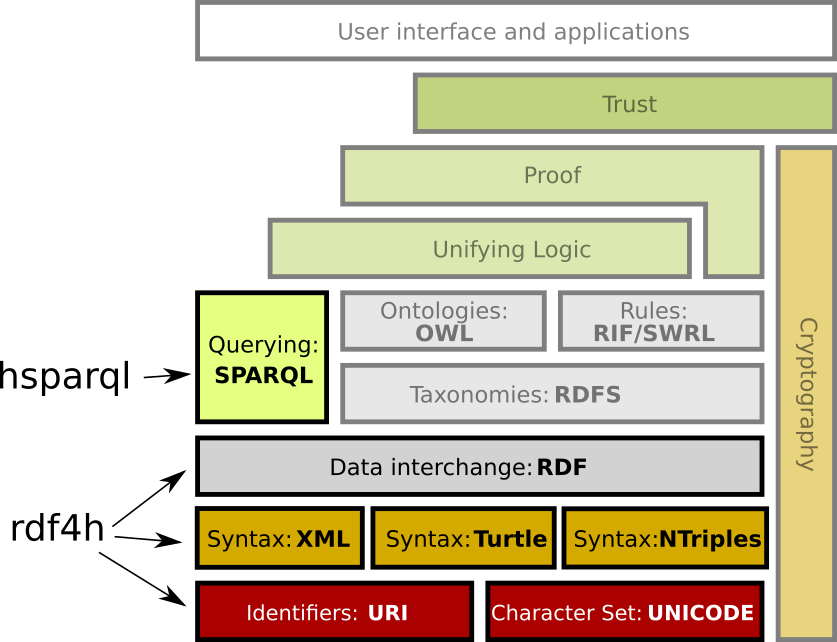 User interface and applications
Trust
Proof
Unifying Logic
Ontologies:
OWL
Rules:
RIF/SWRL
Querying:
SPARQL
hsparql
Taxonomies: RDFS
Cryptography
Data interchange: RDF
rdf4h
Syntax: XML
Syntax: Turtle
Syntax:NTriples
Identifiers: URI
Character Set: UNICODE